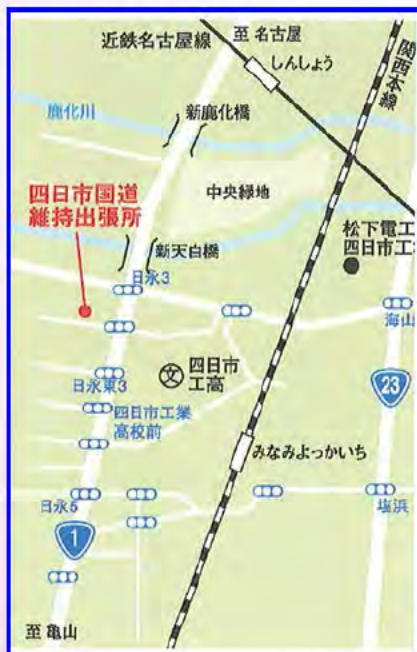 至 名古屋
近鉄名古屋線
しんしょう
関西本線
鹿化川
新鹿化橋
中央緑地
四日市国道
維持出張所
松下電工
四日市工
新天白橋
日永3
海山
文
四日市
工高
23
日永東3
四日市工業
高校前
みなみよっかいち
日永5
塩浜
1
至 亀山